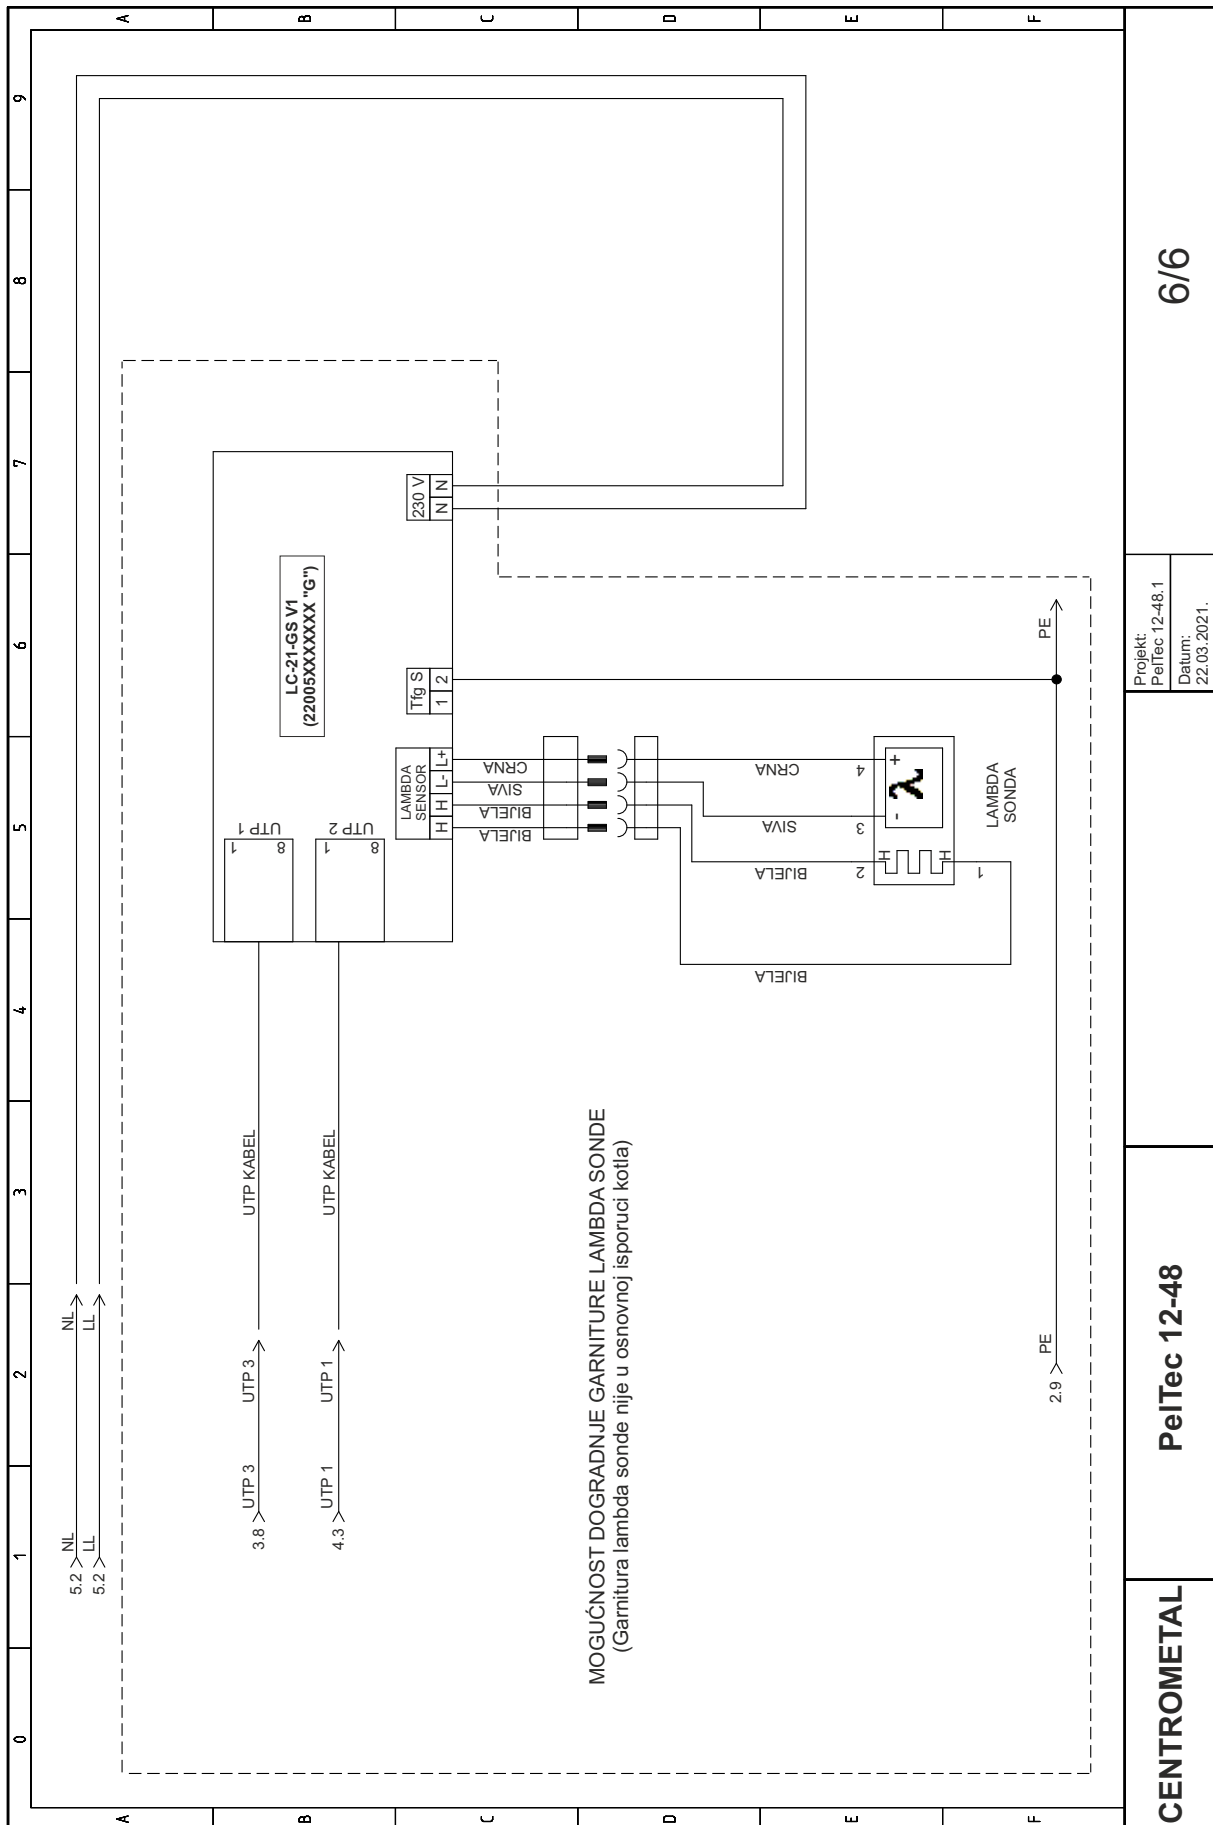 0 1 2 3 4 5 6 7 8 9
A
B
C
D
E
F
A
B
C
D
E
F
5.2 NL NL
5.2 LL LL
3.8 UTP 3 UTP 3 UTP KABEL
4.3 UTP 1 UTP 1 UTP KABEL
UTP 1
1
8
UTP 2
1
8
LC-21-GS V1
(22005XXXXXXX "G")
LAMBDA
SENSOR
H H L- L+
Tfg S
1 2
230 V
N N
BIJELA
BIJELA
SIVA
CRNA
BIJELA
BIJELA
SIVA
CRNA
1
2
3
4
H
H
- +
λ
LAMBDA
SONDA
MOGUĆNOST DOGRADNJE GARNITURE LAMBDA SONDE
(Garnitura lambda sonde nije u osnovnoj isporuci kotla)
2.9 PE PE
CENTROMETAL
PelTec 12-48
Projekt:
PelTec 12-48.1
Datum:
22.03.2021.
6/6